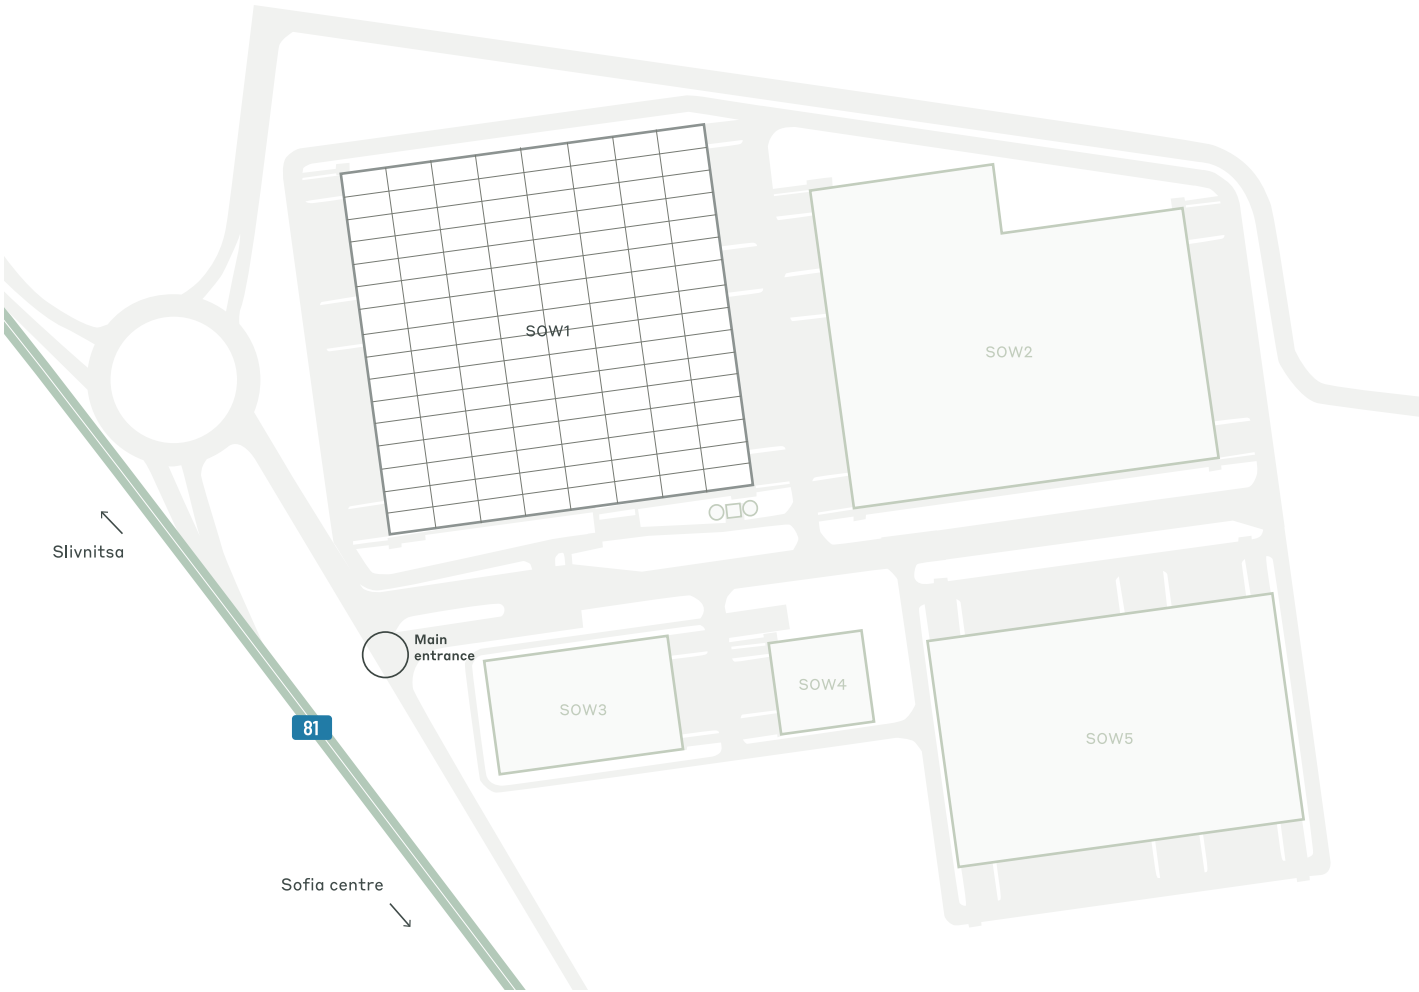 SOW1
SOW2
Slivnitsa
Main
entrance
SOW4
SOW3
81
SOW5
Sofia centre